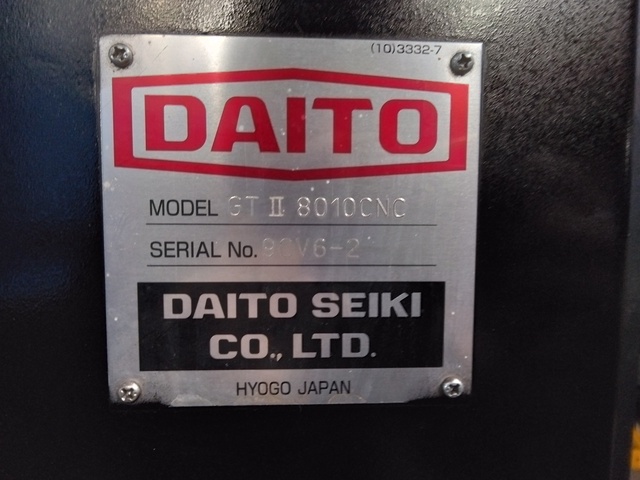 (10)3332-7
DAITO
MODEL GT II 8010CNC
SERIAL No.
DAITO SEIKI
CO., LTD.
HYOGO JAPAN